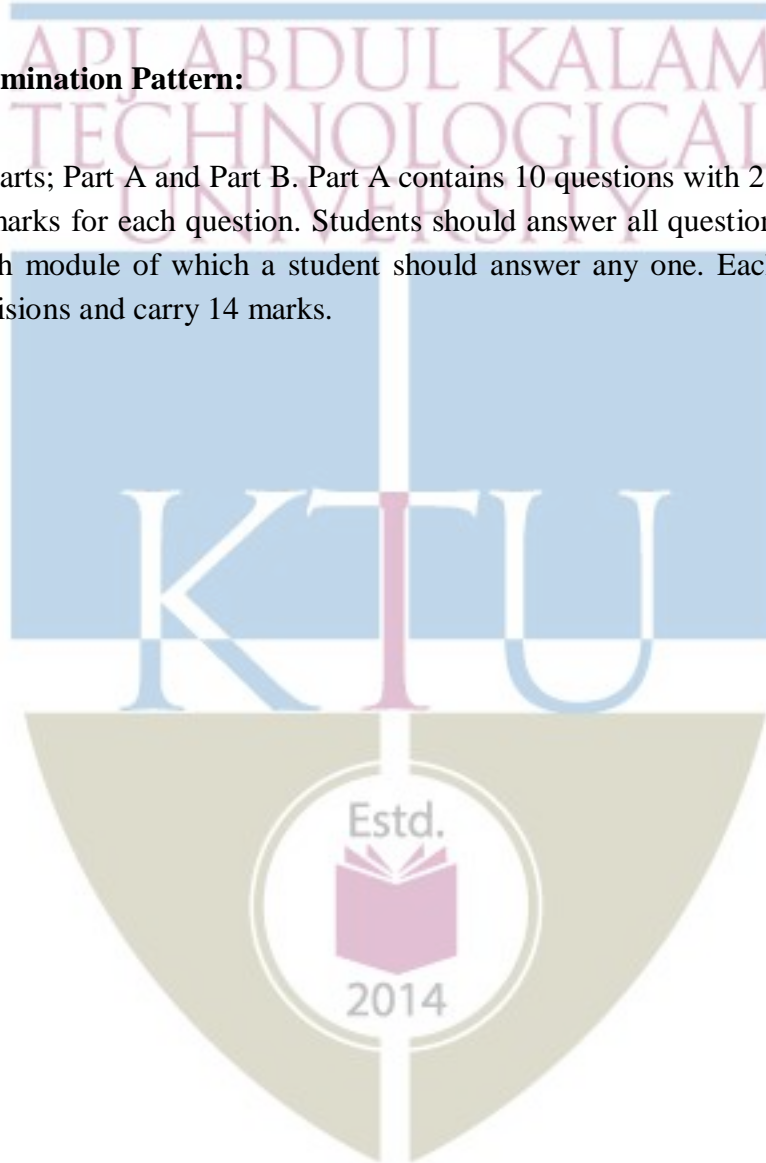 APJ ABDUL KALAM
mination Pattern:
TECHNOLOGICAL
arts; Part A and Part B. Part A contains 10 questions with 2
marks for each question. Students should answer all question
UNIVERSITY
h module of which a student should answer any one. Eac
isions and carry 14 marks.
KTU
Estd.
2014